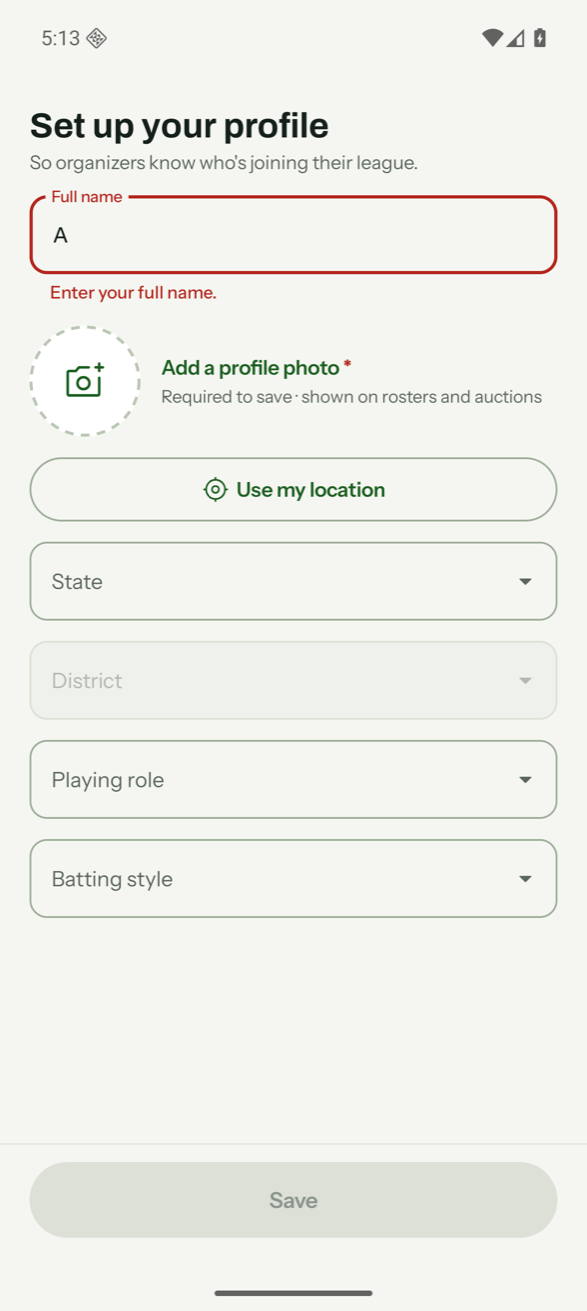 5:13
Set up your profile
So organizers know who's joining their league.
Full name
A
Enter your full name.
Add a profile photo *
Required to save · shown on rosters and auctions
Use my location
State
District
Playing role
Batting style
Save